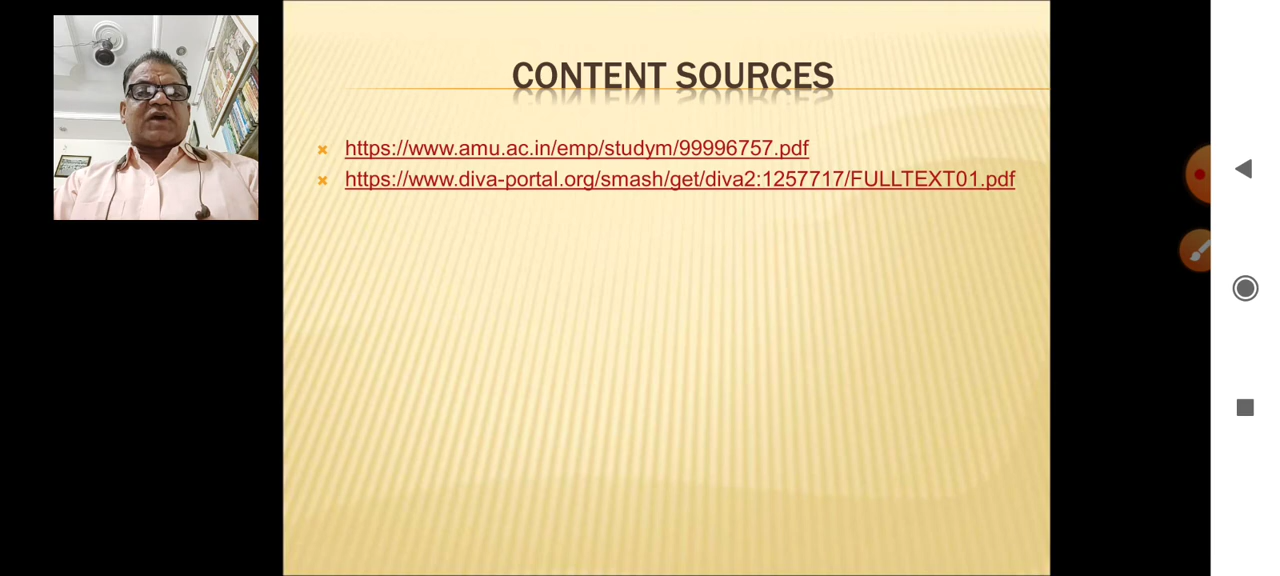 CONTENT SOURCES
https://www.amu.ac.in/emp/studym/99996757.pdf
https://www.diva-portal.org/smash/get/diva2:1257717/FULLTEXT01.pdf